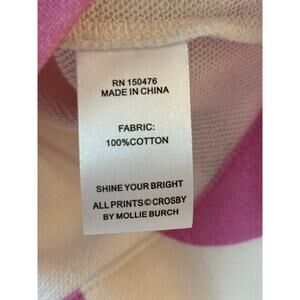 RN 150476
MADE IN CHINA
FABRIC:
100%COTTON
SHINE YOUR BRIGHT
ALL PRINTS©CROSBY
BY MOLLIE BURCH